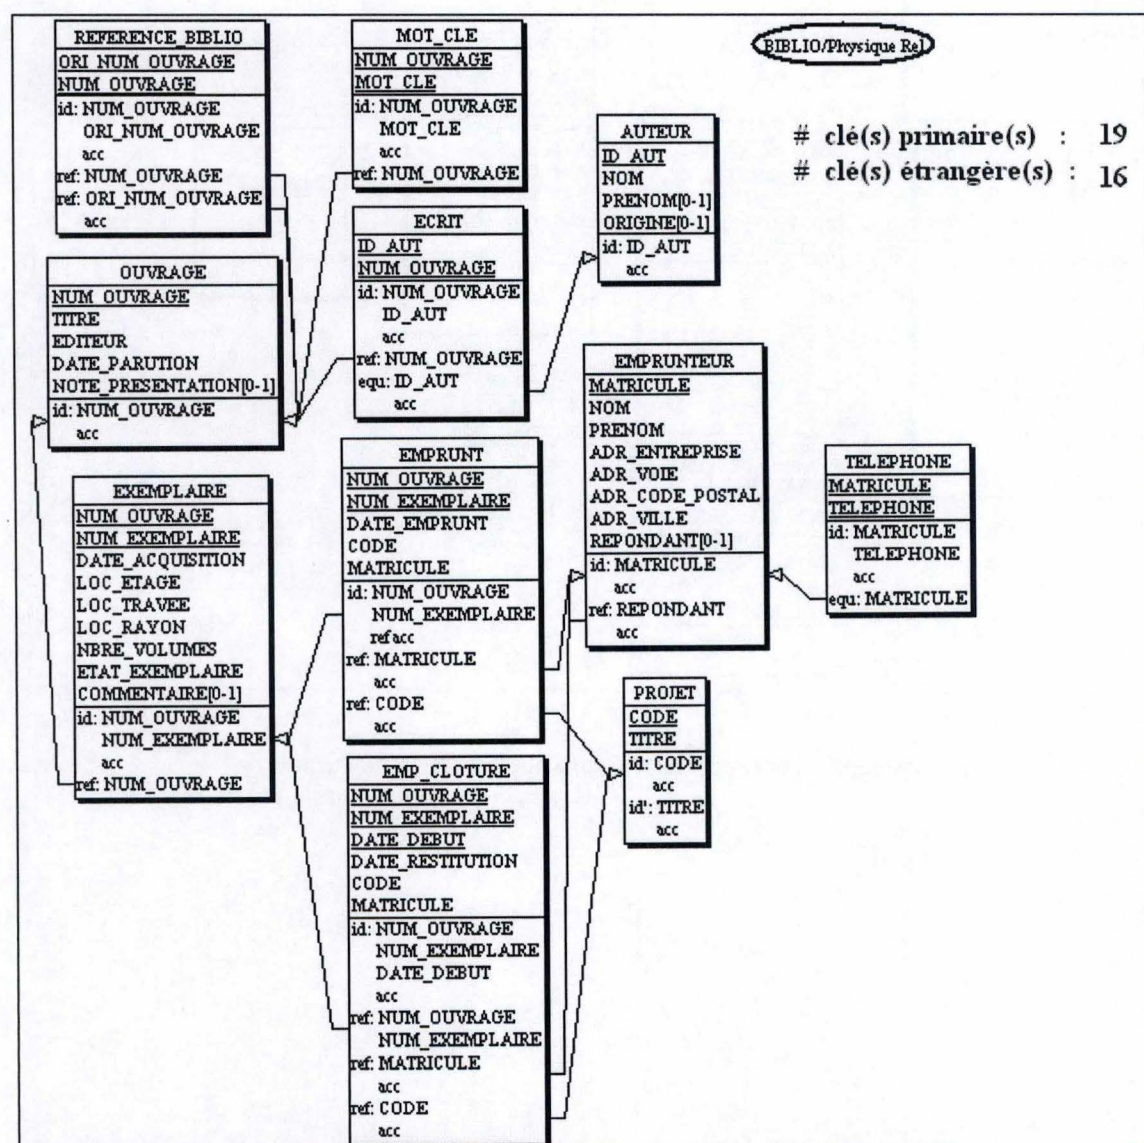 REFERENCE_BIBLIO
ORI_NUM_OUVRAGE
NUM_OUVRAGE
id: NUM_OUVRAGE
ORI_NUM_OUVRAGE
acc
ref: NUM_OUVRAGE
ref: ORI_NUM_OUVRAGE
acc
MOT_CLE
NUM_OUVRAGE
MOT_CLE
id: NUM_OUVRAGE
MOT_CLE
acc
ref: NUM_OUVRAGE
BIBLIO/Physique Rel
# clé(s) primaire(s) : 19
# clé(s) étrangère(s) : 16
AUTEUR
ID_AUT
NOM
PRENOM[0-1]
ORIGINE[0-1]
id: ID_AUT
acc
ECRIT
ID_AUT
NUM_OUVRAGE
id: NUM_OUVRAGE
ID_AUT
acc
ref: NUM_OUVRAGE
equ: ID_AUT
acc
OUVRAGE
NUM_OUVRAGE
TITRE
EDITEUR
DATE_PARUTION
NOTE_PRESENTATION[0-1]
id: NUM_OUVRAGE
acc
EMPRUNTEUR
MATRICULE
NOM
PRENOM
ADR_ENTREPRISE
ADR_VOIE
ADR_CODE_POSTAL
ADR_VILLE
REPONDANT[0-1]
id: MATRICULE
acc
ref: REPONDANT
acc
TELEPHONE
MATRICULE
TELEPHONE
id: MATRICULE
TELEPHONE
acc
equ: MATRICULE
EMPRUNT
NUM_OUVRAGE
NUM_EXEMPLAIRE
DATE_EMPRUNT
CODE
MATRICULE
id: NUM_OUVRAGE
NUM_EXEMPLAIRE
ref acc
ref: MATRICULE
acc
ref: CODE
acc
EXEMPLAIRE
NUM_OUVRAGE
NUM_EXEMPLAIRE
DATE_ACQUISITION
LOC_ETAGE
LOC_TRAVEE
LOC_RAYON
NBRE_VOLUMES
ETAT_EXEMPLAIRE
COMMENTAIRE[0-1]
id: NUM_OUVRAGE
NUM_EXEMPLAIRE
acc
ref: NUM_OUVRAGE
PROJET
CODE
TITRE
id: CODE
acc
id': TITRE
acc
EMP_CLOTURE
NUM_OUVRAGE
NUM_EXEMPLAIRE
DATE_DEBUT
DATE_RESTITUTION
CODE
MATRICULE
id: NUM_OUVRAGE
NUM_EXEMPLAIRE
DATE_DEBUT
acc
ref: NUM_OUVRAGE
NUM_EXEMPLAIRE
ref: MATRICULE
acc
ref: CODE
acc